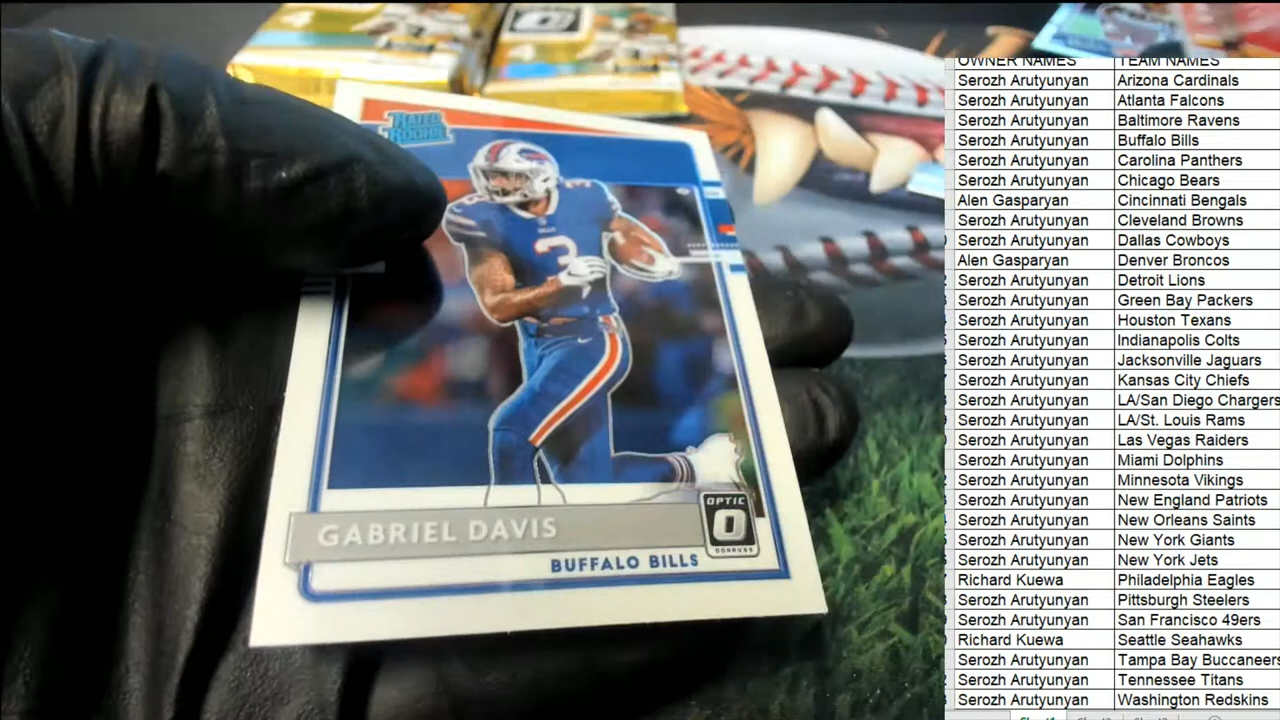 OWNER NAMES TEAM NAMES
Serozh Arutyunyan Arizona Cardinals
Serozh Arutyunyan Atlanta Falcons
Serozh Arutyunyan Baltimore Ravens
Serozh Arutyunyan Buffalo Bills
Serozh Arutyunyan Carolina Panthers
Serozh Arutyunyan Chicago Bears
Alen Gasparyan Cincinnati Bengals
Serozh Arutyunyan Cleveland Browns
Serozh Arutyunyan Dallas Cowboys
Alen Gasparyan Denver Broncos
Serozh Arutyunyan Detroit Lions
Serozh Arutyunyan Green Bay Packers
Serozh Arutyunyan Houston Texans
Serozh Arutyunyan Indianapolis Colts
Serozh Arutyunyan Jacksonville Jaguars
Serozh Arutyunyan Kansas City Chiefs
Serozh Arutyunyan LA/San Diego Chargers
Serozh Arutyunyan LA/St. Louis Rams
Serozh Arutyunyan Las Vegas Raiders
Serozh Arutyunyan Miami Dolphins
Serozh Arutyunyan Minnesota Vikings
Serozh Arutyunyan New England Patriots
Serozh Arutyunyan New Orleans Saints
Serozh Arutyunyan New York Giants
Serozh Arutyunyan New York Jets
Richard Kuewa Philadelphia Eagles
Serozh Arutyunyan Pittsburgh Steelers
Serozh Arutyunyan San Francisco 49ers
Richard Kuewa Seattle Seahawks
Serozh Arutyunyan Tampa Bay Buccaneers
Serozh Arutyunyan Tennessee Titans
Serozh Arutyunyan Washington Redskins
RATED
ROOKIE
3
GABRIEL DAVIS
BUFFALO BILLS
OPTIC
O
DONRUSS
4